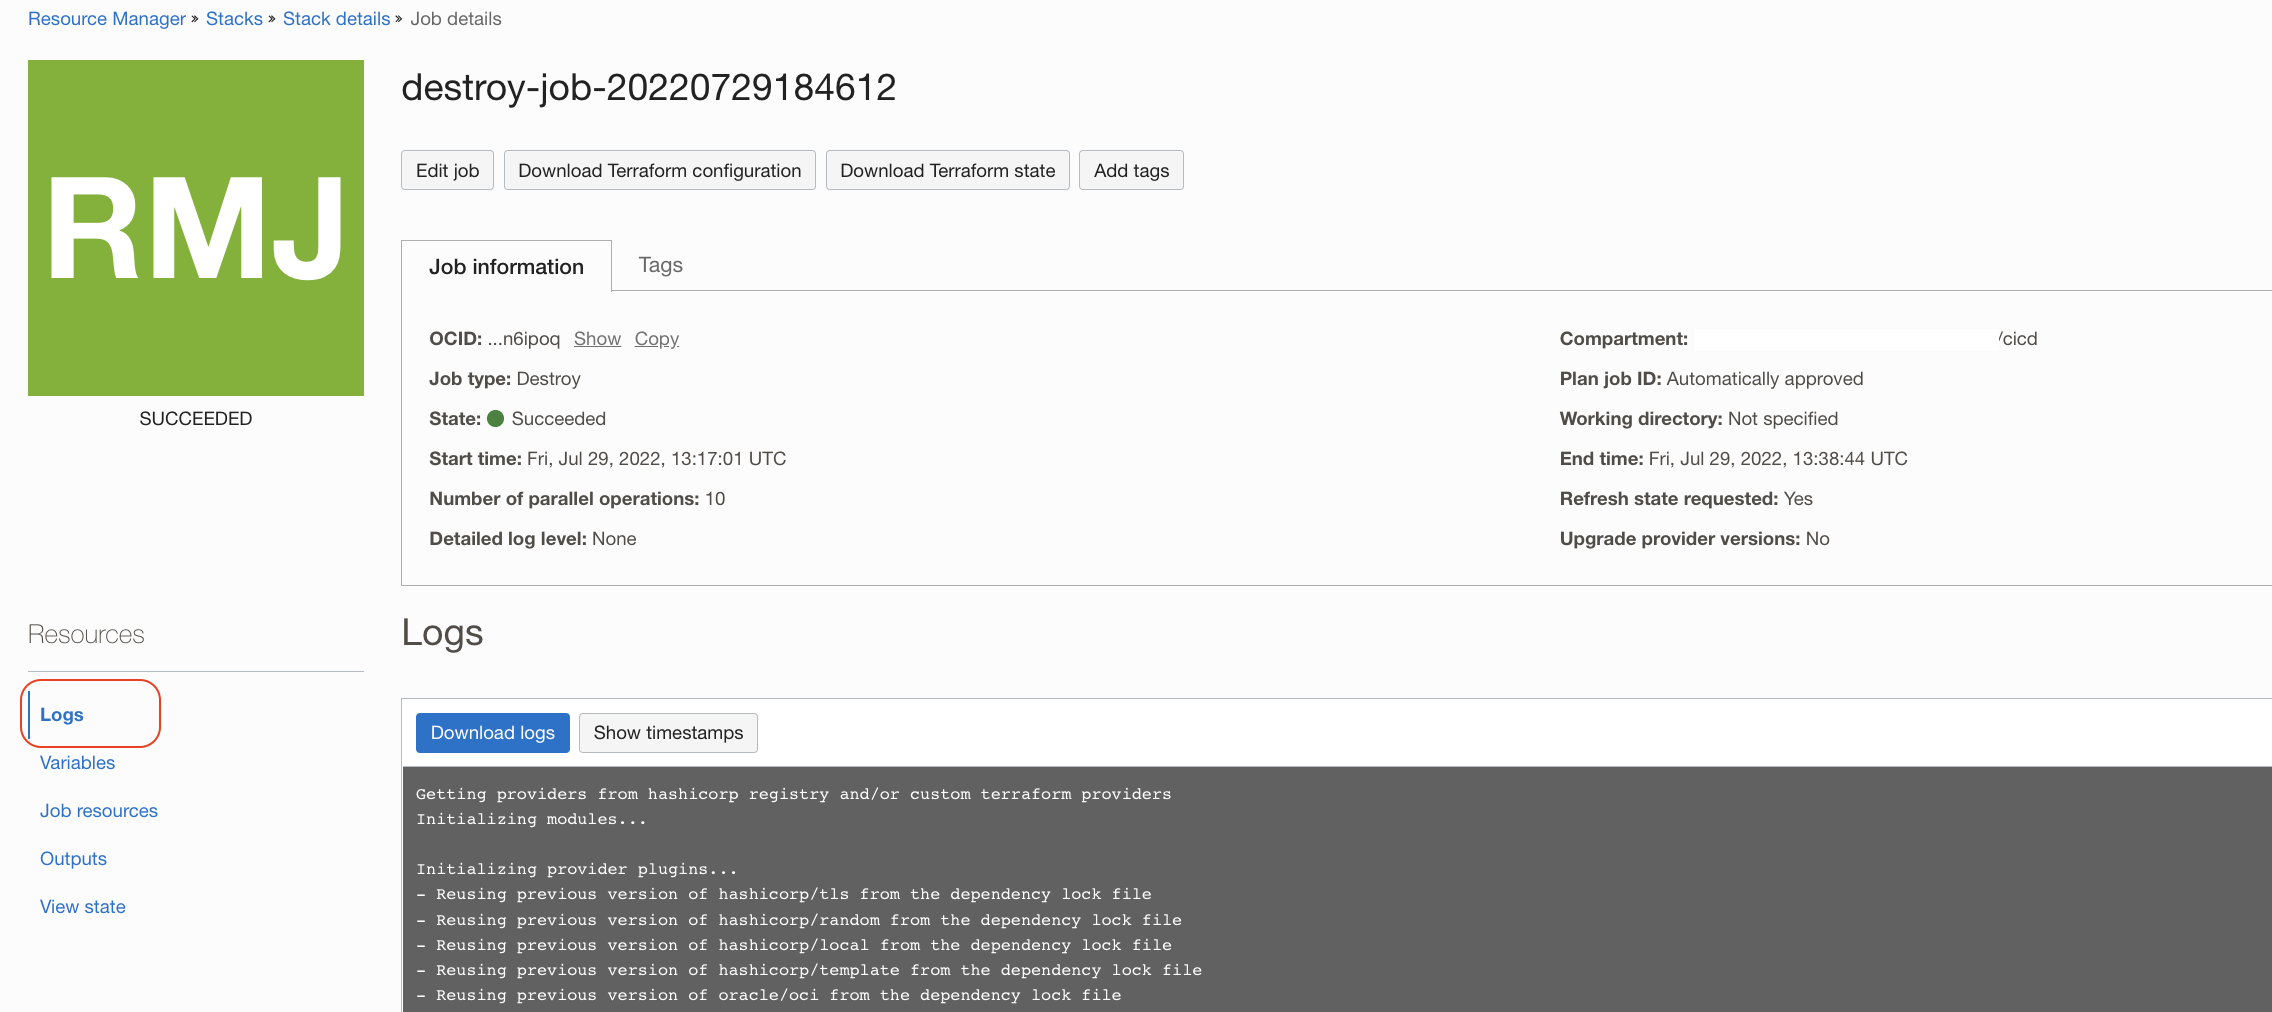 Resource Manager » Stacks » Stack details » Job details
RMJ
SUCCEEDED
destroy-job-20220729184612
Edit job
Download Terraform configuration
Download Terraform state
Add tags
Job information
Tags
OCID: ...n6ipoq Show Copy
Job type: Destroy
State: Succeeded
Start time: Fri, Jul 29, 2022, 13:17:01 UTC
Number of parallel operations: 10
Detailed log level: None
Compartment: /cicd
Plan job ID: Automatically approved
Working directory: Not specified
End time: Fri, Jul 29, 2022, 13:38:44 UTC
Refresh state requested: Yes
Upgrade provider versions: No
Resources
Logs
Variables
Job resources
Outputs
View state
Logs
Download logs
Show timestamps
Getting providers from hashicorp registry and/or custom terraform providers
Initializing modules...
Initializing provider plugins...
- Reusing previous version of hashicorp/tls from the dependency lock file
- Reusing previous version of hashicorp/random from the dependency lock file
- Reusing previous version of hashicorp/local from the dependency lock file
- Reusing previous version of hashicorp/template from the dependency lock file
- Reusing previous version of oracle/oci from the dependency lock file